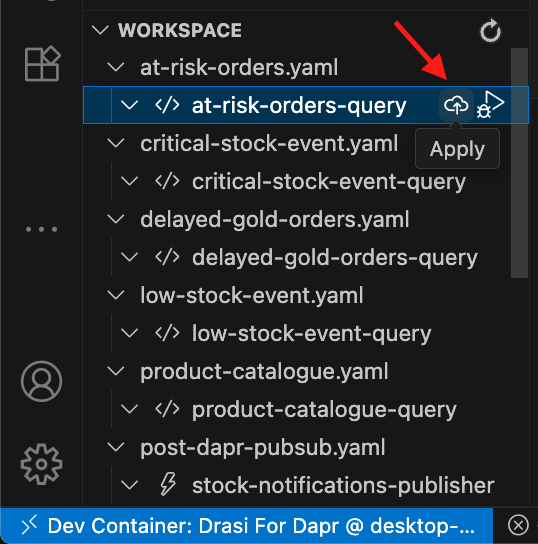 WORKSPACE
at-risk-orders.yaml
at-risk-orders-query
Apply
critical-stock-event.yaml
critical-stock-event-query
delayed-gold-orders.yaml
delayed-gold-orders-query
low-stock-event.yaml
low-stock-event-query
product-catalogue.yaml
product-catalogue-query
post-dapr-pubsub.yaml
stock-notifications-publisher
Dev Container: Drasi For Dapr @ desktop-...